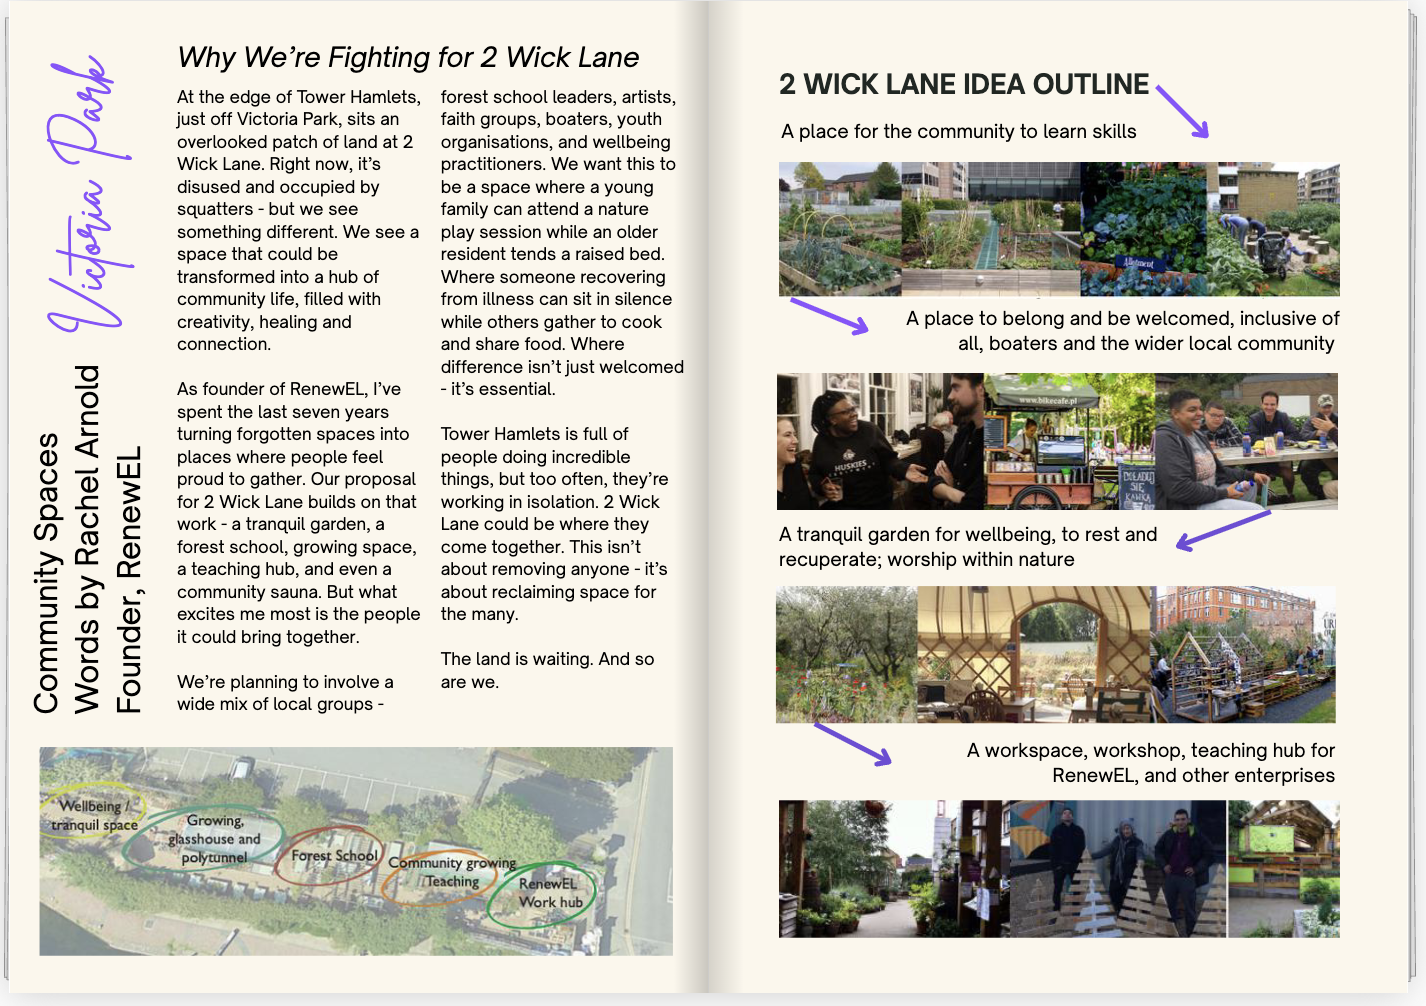 Victoria Park
Community Spaces
Words by Rachel Arnold
Founder, RenewEL
Why We're Fighting for 2 Wick Lane
At the edge of Tower Hamlets,
just off Victoria Park, sits an
overlooked patch of land at 2
Wick Lane. Right now, it's
disused and occupied by
squatters - but we see
something different. We see a
space that could be
transformed into a hub of
community life, filled with
creativity, healing and
connection.
As founder of RenewEL, I've
spent the last seven years
turning forgotten spaces into
places where people feel
proud to gather. Our proposal
for 2 Wick Lane builds on that
work - a tranquil garden, a
forest school, growing space,
a teaching hub, and even a
community sauna. But what
excites me most is the people
it could bring together.
We're planning to involve a
wide mix of local groups -
forest school leaders, artists,
faith groups, boaters, youth
organisations, and wellbeing
practitioners. We want this to
be a space where a young
family can attend a nature
play session while an older
resident tends a raised bed.
Where someone recovering
from illness can sit in silence
while others gather to cook
and share food. Where
difference isn't just welcomed
- it's essential.
Tower Hamlets is full of
people doing incredible
things, but too often, they're
working in isolation. 2 Wick
Lane could be where they
come together. This isn't
about removing anyone - it's
about reclaiming space for
the many.
The land is waiting. And so
are we.
Wellbeing /
tranquil space
Growing,
glasshouse and
polytunnel
Forest School
Community growing
Teaching
RenewEL
Work hub
2 WICK LANE IDEA OUTLINE
A place for the community to learn skills
Allotment
A place to belong and be welcomed, inclusive of
all, boaters and the wider local community
HUSKIES
www.bikecafe.pl
SIĘ
KAWKĄ
A tranquil garden for wellbeing, to rest and
recuperate; worship within nature
A workspace, workshop, teaching hub for
RenewEL, and other enterprises